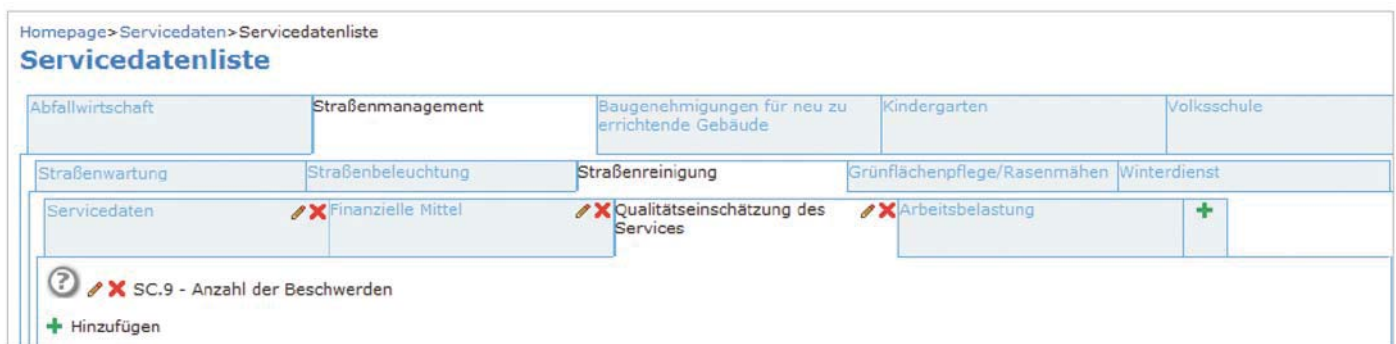 Homepage>Servicedaten>Servicedatenliste
Servicedatenliste
Abfallwirtschaft
Straßenmanagement
Baugenehmigungen für neu zu
errichtende Gebäude
Kindergarten
Volksschule
Straßenwartung
Straßenbeleuchtung
Straßenreinigung
Grünflächenpflege/Rasenmähen
Winterdienst
Servicedaten
Finanzielle Mittel
Qualitätseinschätzung des
Services
Arbeitsbelastung
SC.9 - Anzahl der Beschwerden
Hinzufügen